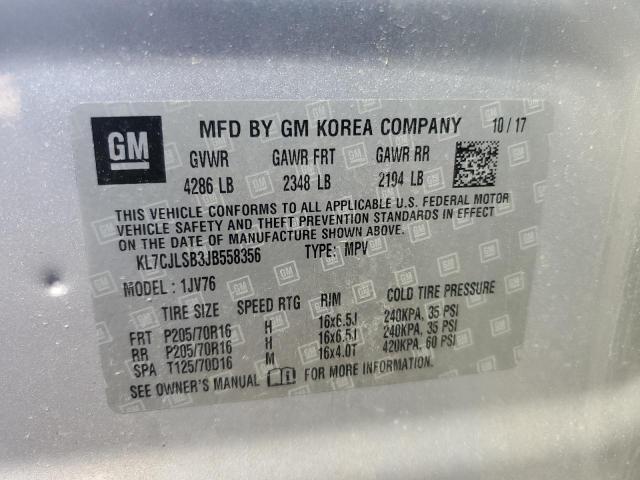 GM MFD BY GM KOREA COMPANY 10/17
GVWR GAWR FRT GAWR RR
4286 LB 2348 LB 2194 LB
THIS VEHICLE CONFORMS TO ALL APPLICABLE U.S. FEDERAL MOTOR
VEHICLE SAFETY AND THEFT PREVENTION STANDARDS IN EFFECT
ON THE DATE OF MANUFACTURE SHOWN ABOVE.
KL7CJLSB3JB558356 TYPE: MPV
MODEL: 1JV76
TIRE SIZE SPEED RTG RIM COLD TIRE PRESSURE
FRT P205/70R16 H 16x6.5J 240KPA, 35 PSI
RR P205/70R16 H 16x6.5J 240KPA, 35 PSI
SPA T125/70D16 M 16x4.0T 420KPA, 60 PSI
SEE OWNER'S MANUAL FOR MORE INFORMATION.